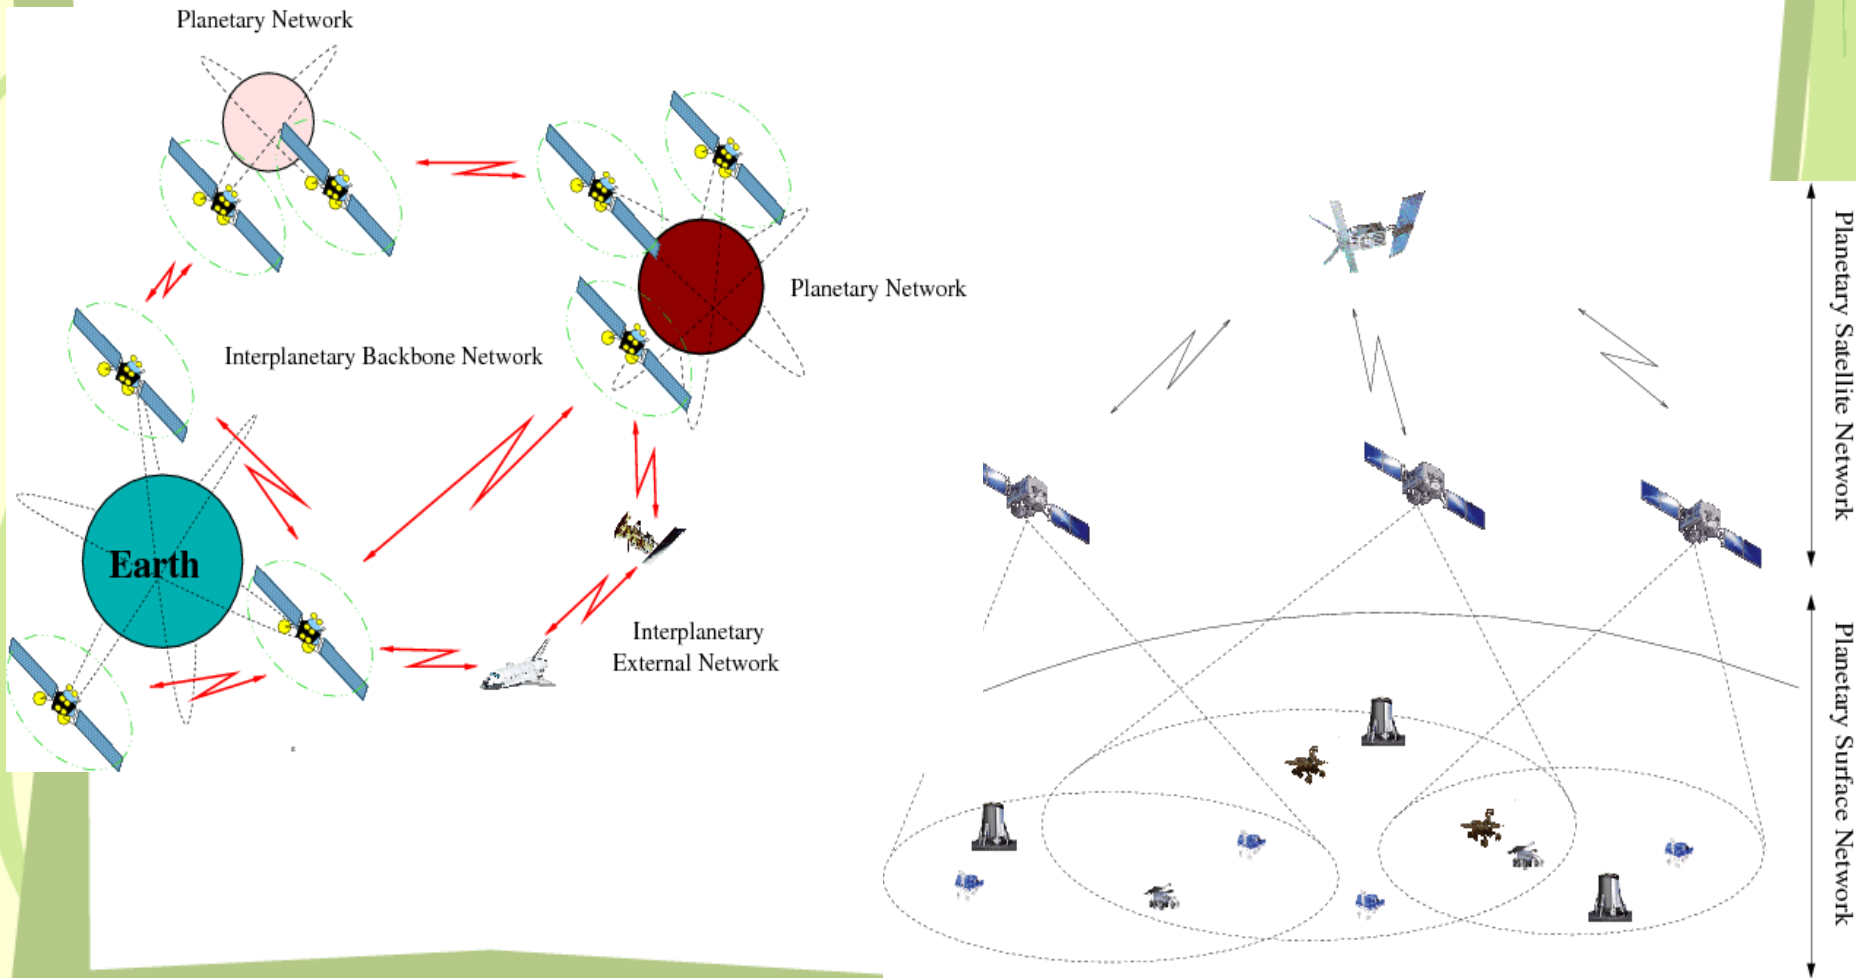 Planetary Network
Planetary Network
Interplanetary Backbone Network
Earth
Interplanetary
External Network
Planetary Satellite Network
Planetary Surface Network